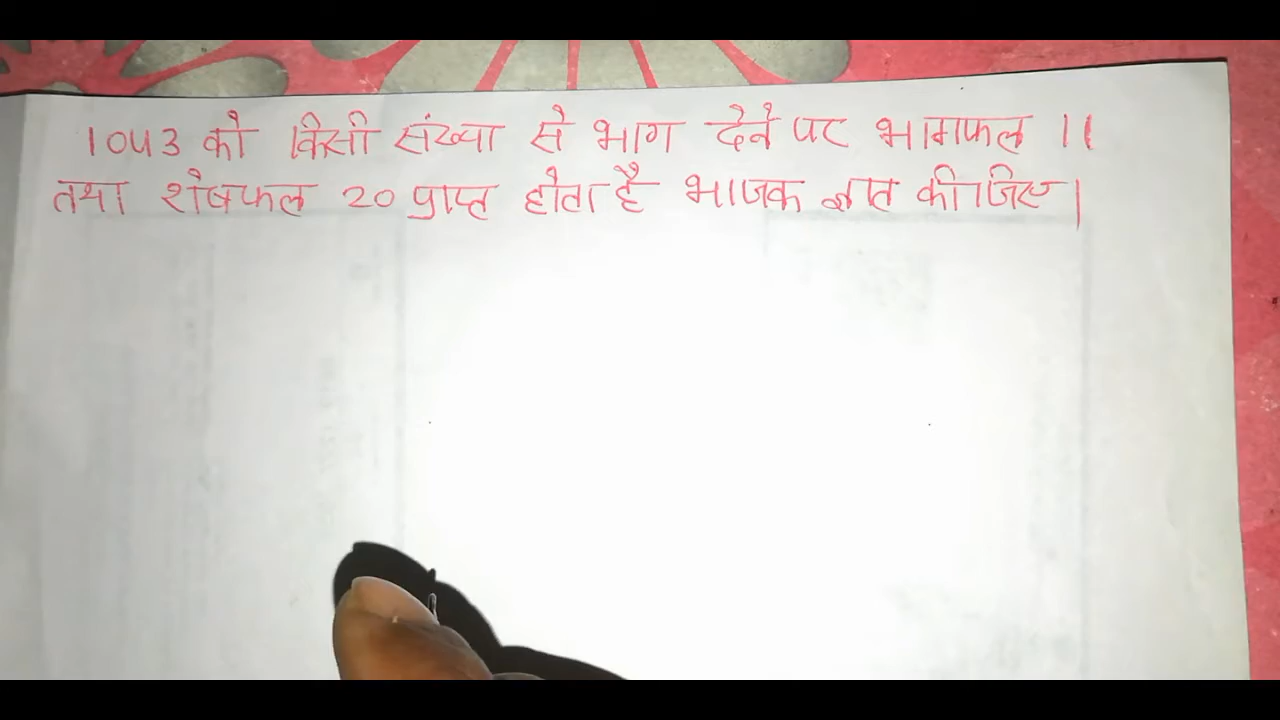 1043 को किसी संख्या से भाग देने पर भागफल 11
तथा शेषफल 20 प्राप्त होता है भाजक ज्ञात कीजिए।